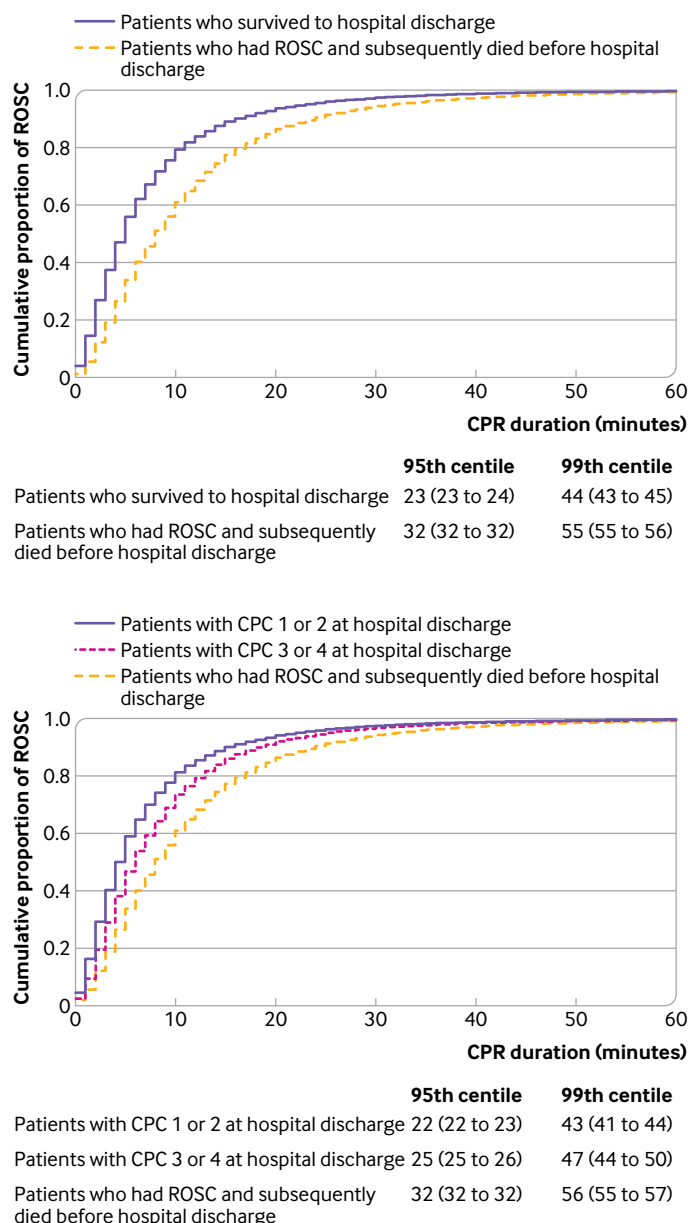 Patients who survived to hospital discharge
Patients who had ROSC and subsequently died before hospital
discharge
Cumulative proportion of ROSC
1.0
0.8
0.6
0.4
0.2
0
0 10 20 30 40 50 60
CPR duration (minutes)
95th centile 99th centile
Patients who survived to hospital discharge 23 (23 to 24) 44 (43 to 45)
Patients who had ROSC and subsequently 32 (32 to 32) 55 (55 to 56)
died before hospital discharge
Patients with CPC 1 or 2 at hospital discharge
Patients with CPC 3 or 4 at hospital discharge
Patients who had ROSC and subsequently died before hospital
discharge
Cumulative proportion of ROSC
1.0
0.8
0.6
0.4
0.2
0
0 10 20 30 40 50 60
CPR duration (minutes)
95th centile 99th centile
Patients with CPC 1 or 2 at hospital discharge 22 (22 to 23) 43 (41 to 44)
Patients with CPC 3 or 4 at hospital discharge 25 (25 to 26) 47 (44 to 50)
Patients who had ROSC and subsequently 32 (32 to 32) 56 (55 to 57)
died before hospital discharge